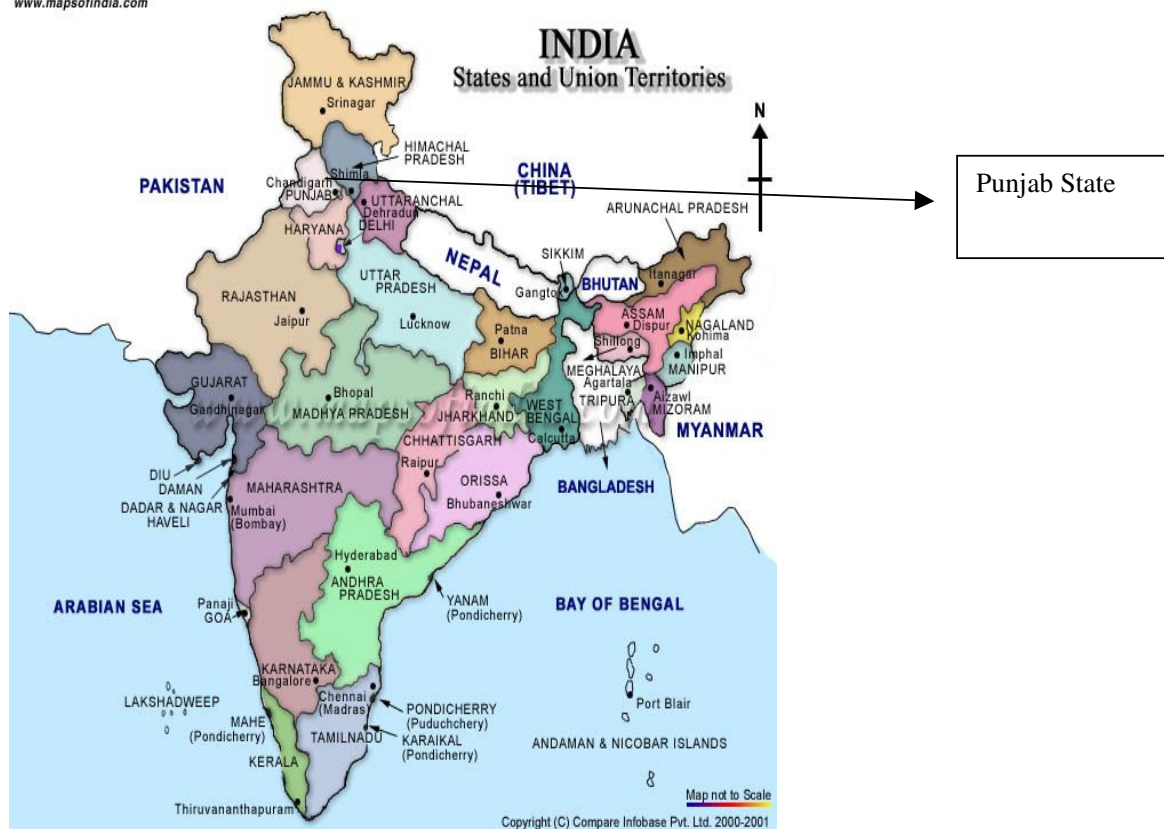 www.mapsofindia.com
INDIA
States and Union Territories
JAMMU & KASHMIR
Srinagar
N
HIMACHAL
PRADESH
CHINA
(TIBET)
Shimla
PAKISTAN
Chandigarh
PUNJAB
Punjab State
UTTARANCHAL
Dehradun
DELHI
HARYANA
ARUNACHAL PRADESH
NEPAL
SIKKIM
BHUTAN
Itanagar
Gangto
UTTAR
PRADESH
RAJASTHAN
Jaipur
Lucknow
ASSAM
Dispur
NAGALAND
Kohima
Patna
BIHAR
Shillong
Imphal
MANIPUR
MEGHALAYA
Agartala
TRIPURA
Aizawl
MIZORAM
GUJARAT
Gandhinagar
Bhopal
MADHYA PRADESH
Ranchi
JHARKHAND
WEST
BENGAL
Calcutta
MYANMAR
CHHATTISGARH
Raipur
DIU
DAMAN
DADAR & NAGAR
HAVELI
MAHARASHTRA
Mumbai
(Bombay)
ORISSA
Bhubaneshwar
BANGLADESH
Hyderabad
ANDHRA
PRADESH
YANAM
(Pondicherry)
ARABIAN SEA
BAY OF BENGAL
Panaji
GOA
KARNATAKA
Bangalore
LAKSHADWEEP
Chennai
(Madras)
PONDICHERRY
(Puduchchery)
Port Blair
MAHE
(Pondicherry)
TAMILNADU
KARAIKAL
(Pondicherry)
ANDAMAN & NICOBAR ISLANDS
KERALA
Thiruvananthapuram
Map not to Scale
Copyright (C) Compare Infobase Pvt. Ltd. 2000-2001